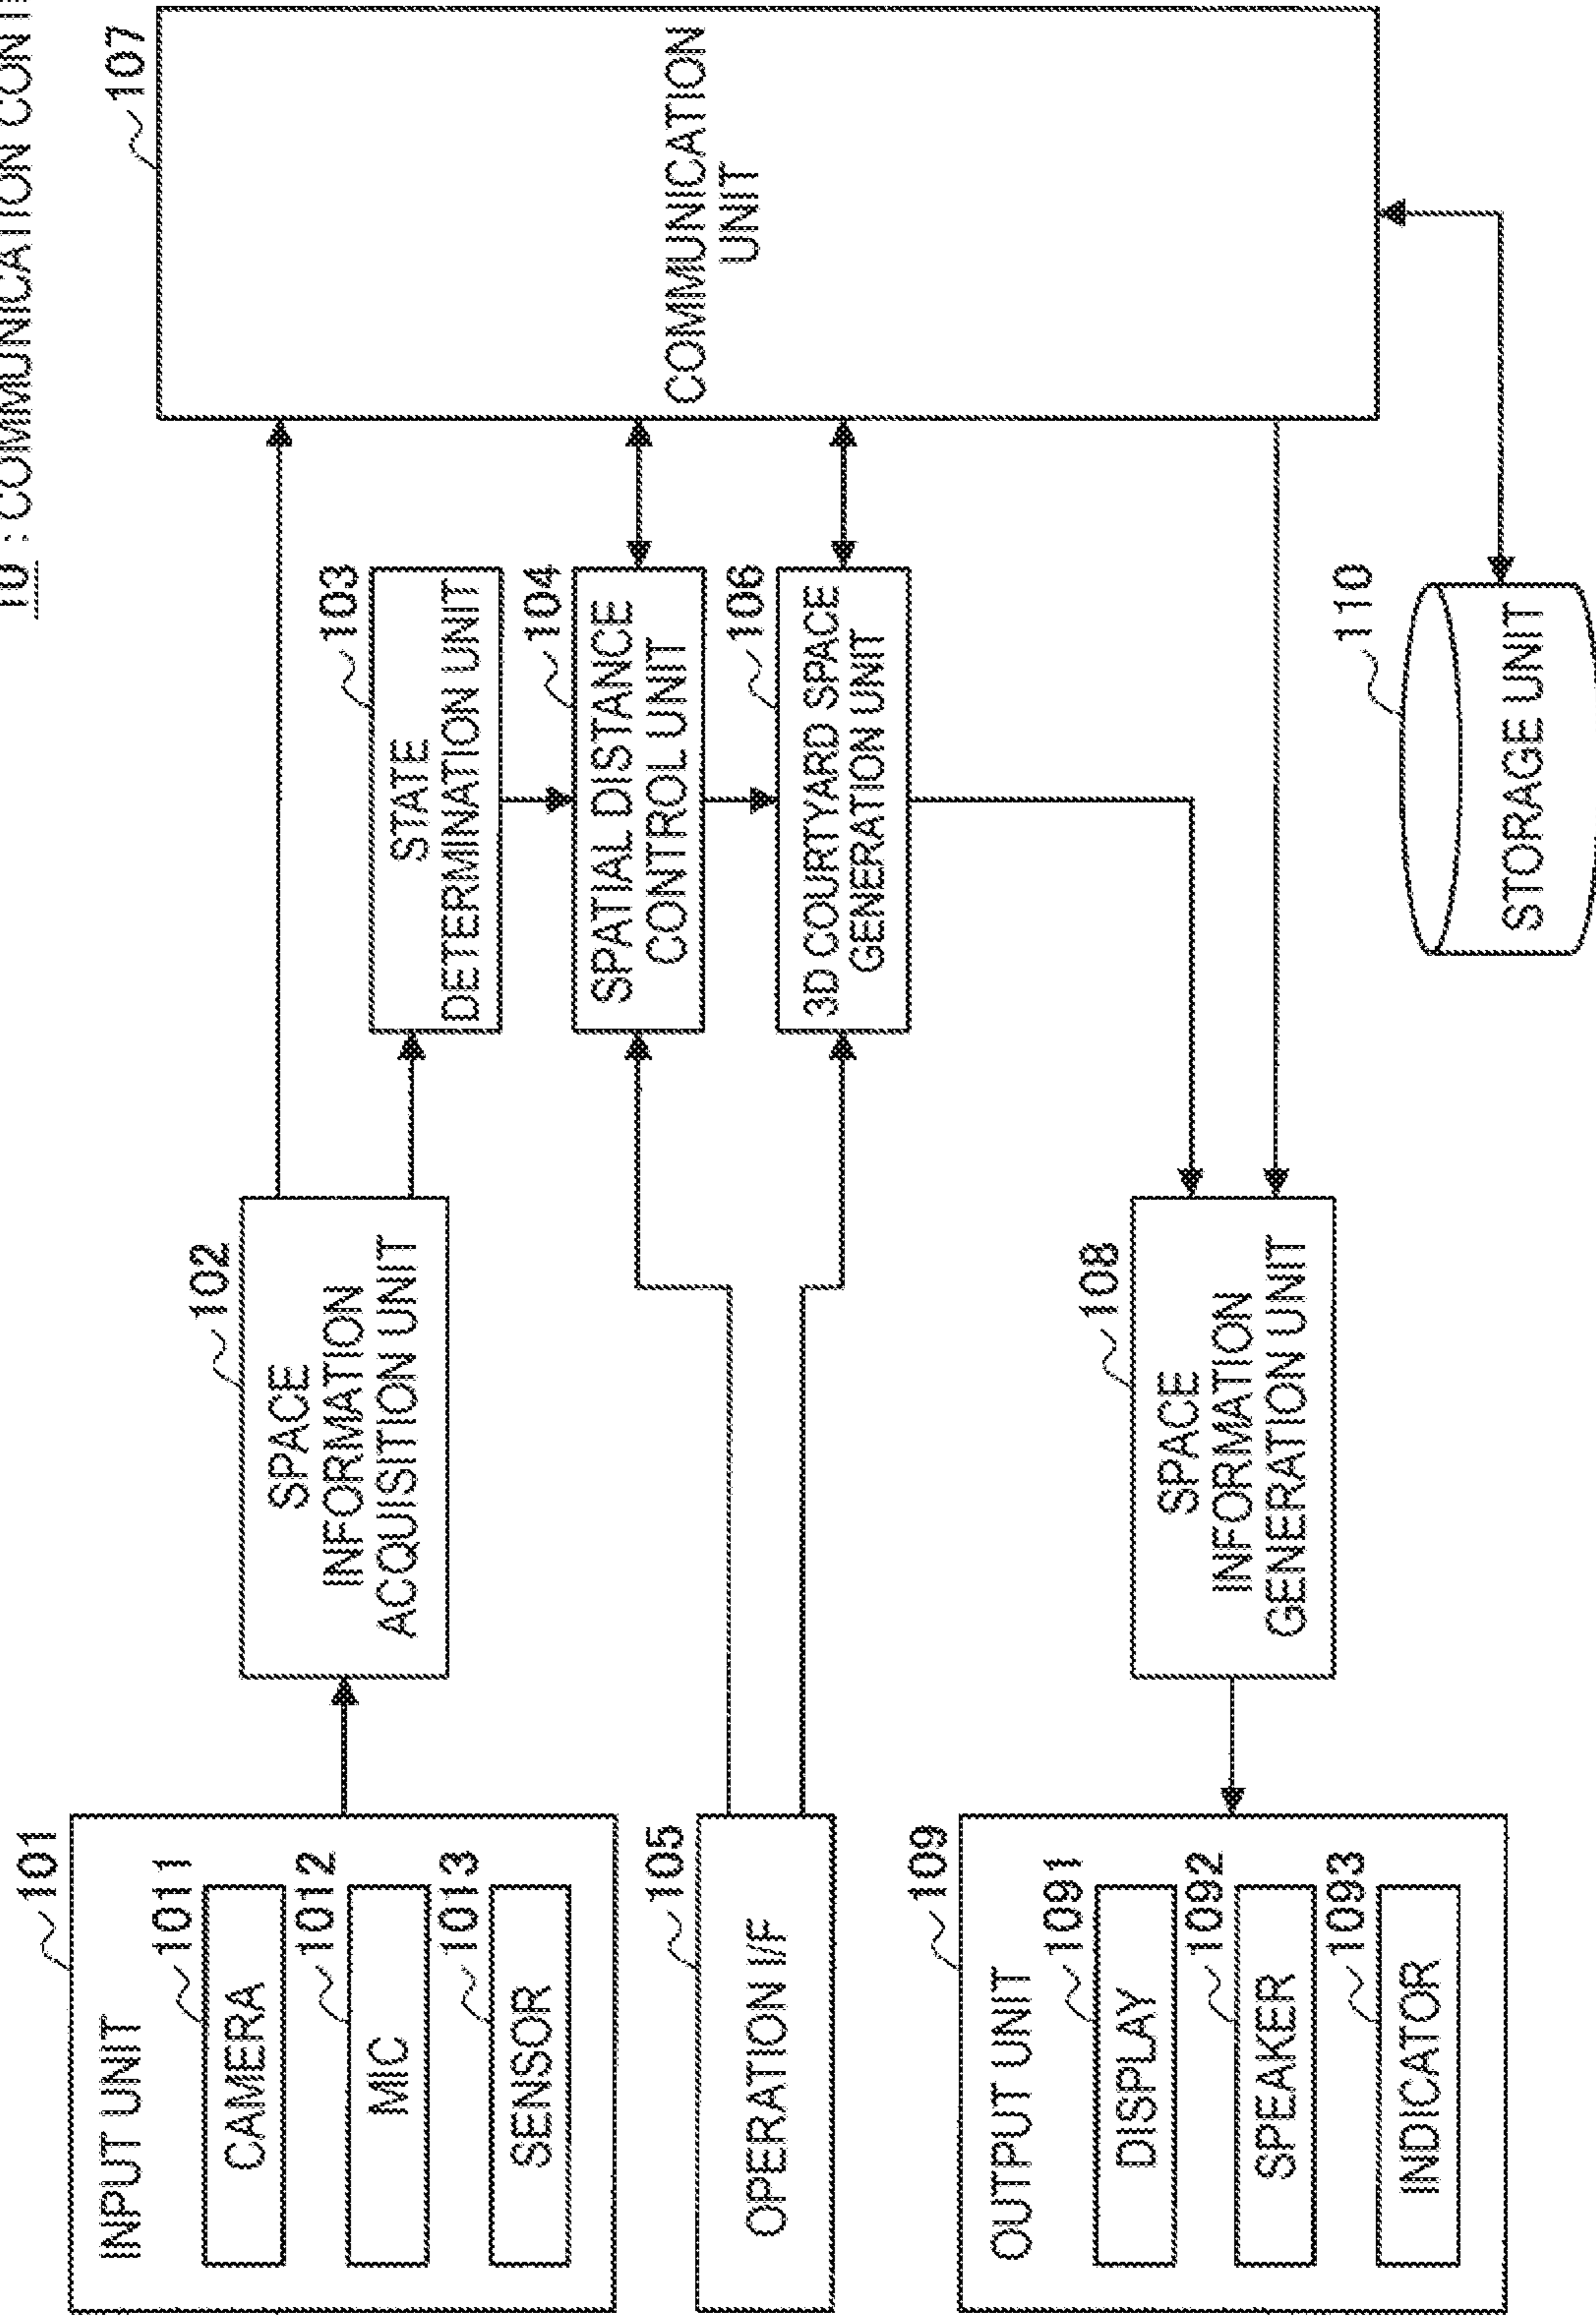 10 : COMMUNICATION
107
COMMUNICATION
UNIT
103
STATE
DETERMINATION UNIT
104
SPATIAL DISTANCE
CONTROL UNIT
106
3D COURTYARD SPACE
GENERATION UNIT
110
STORAGE UNIT
102
SPACE
INFORMATION
ACQUISITION UNIT
108
SPACE
INFORMATION
GENERATION UNIT
101
INPUT UNIT
1011
CAMERA
1012
MIC
1013
SENSOR
105
OPERATION I/F
109
OUTPUT UNIT
1091
DISPLAY
1092
SPEAKER
1093
INDICATOR